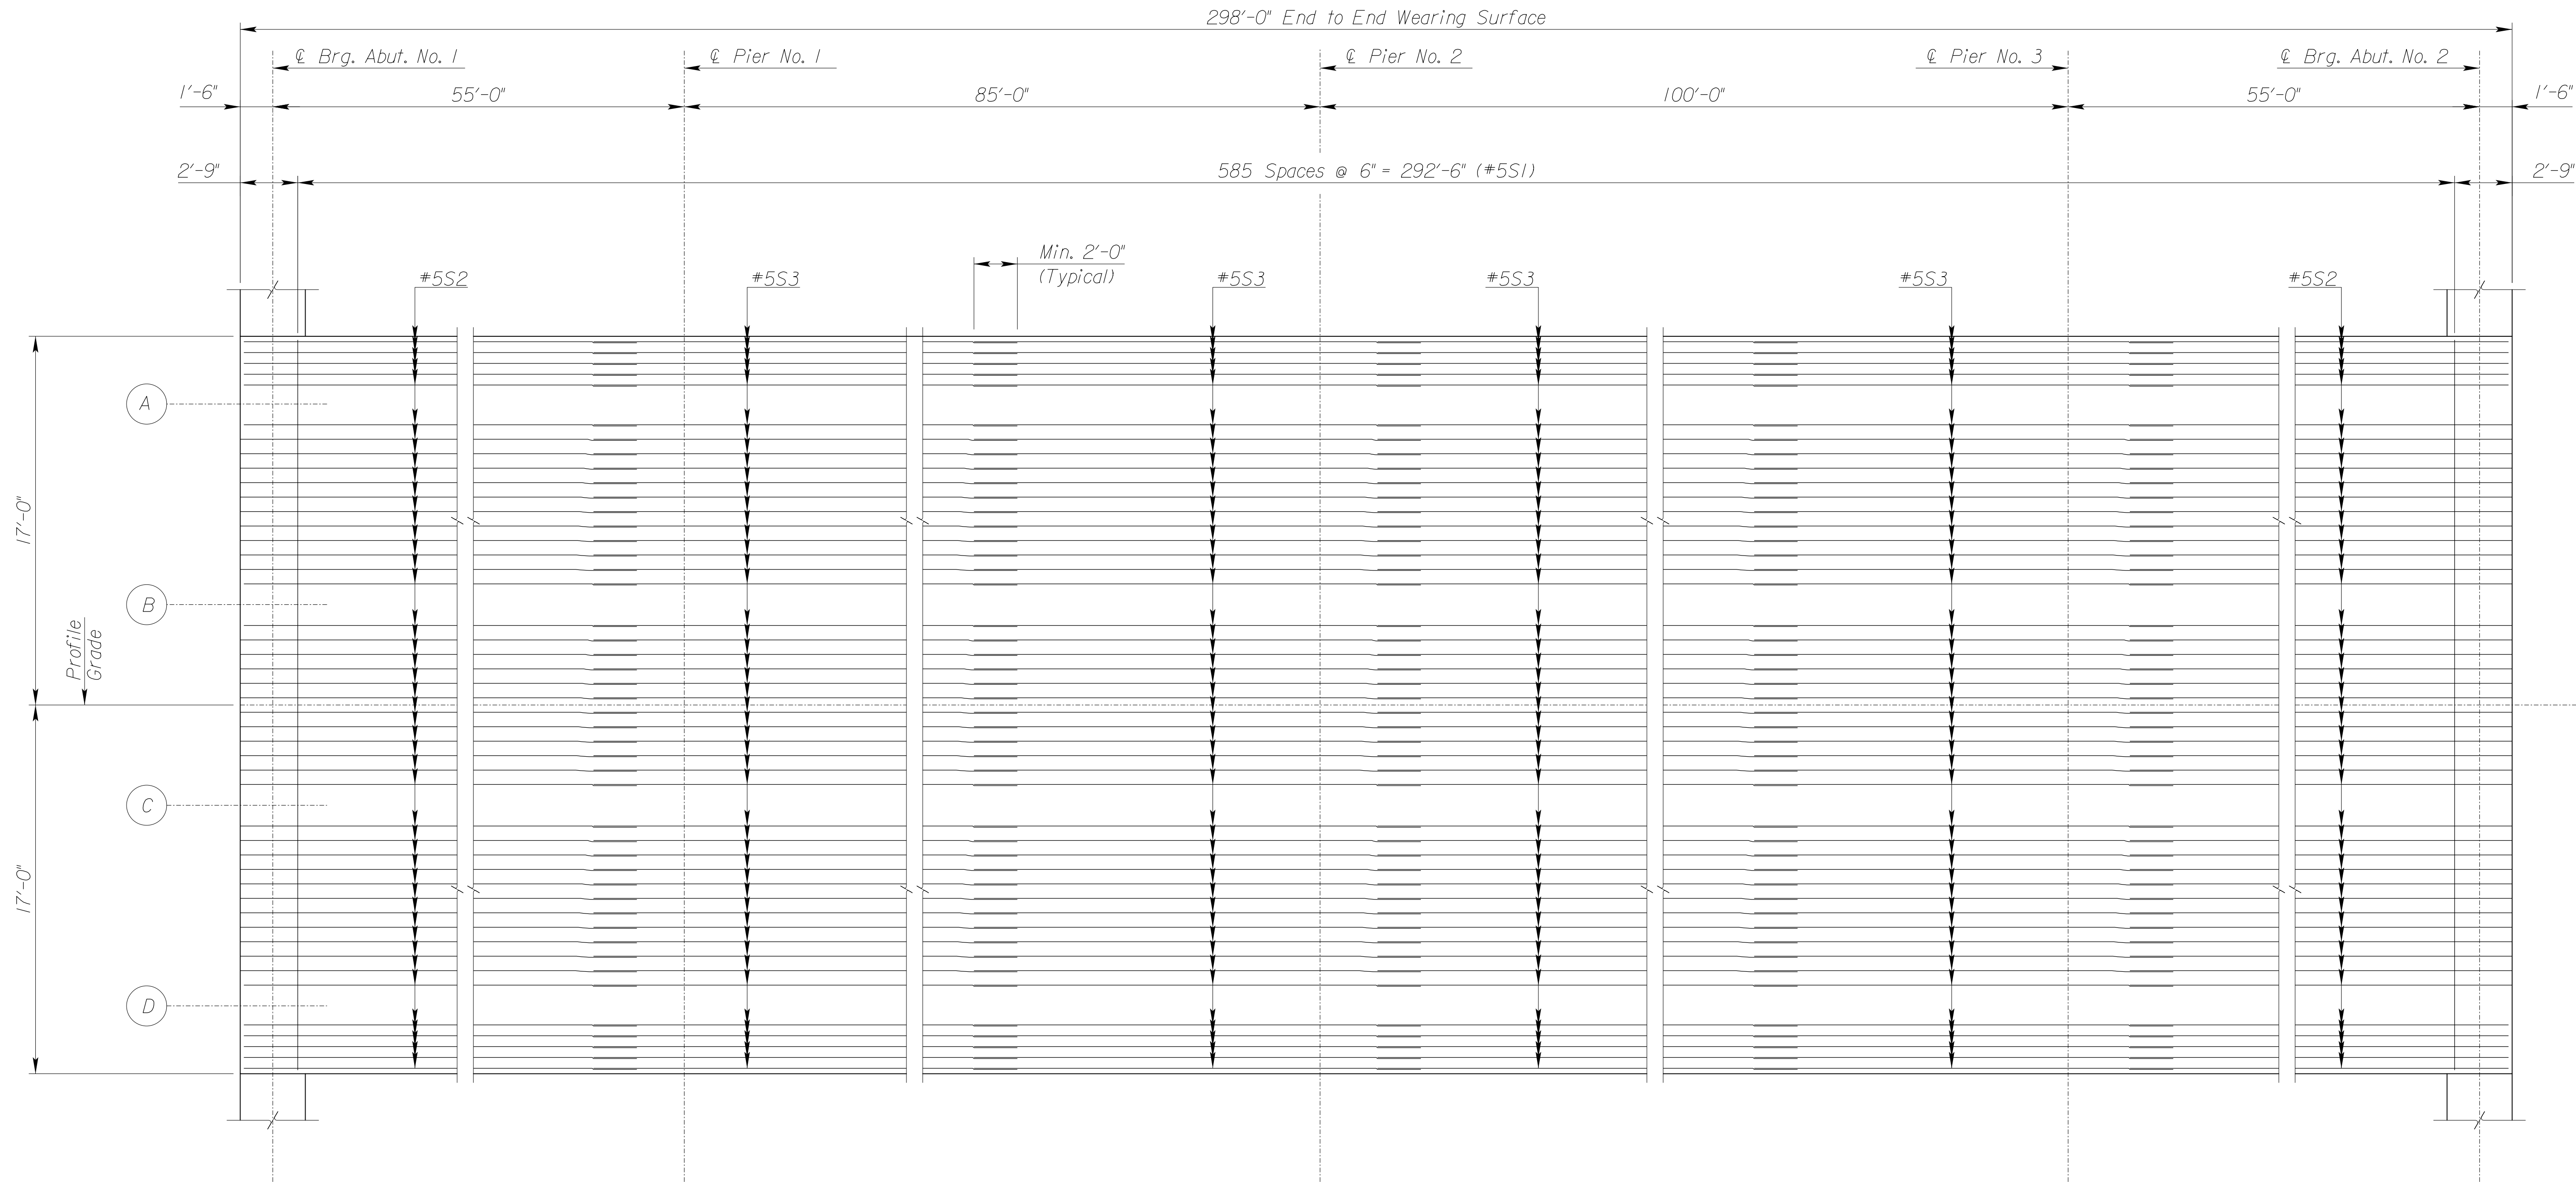 298'-0" End to End Wearing Surface
℄ Brg. Abut. No. 1
℄ Pier No. 1
℄ Pier No. 2
℄ Pier No. 3
℄ Brg. Abut. No. 2
1'-6"
55'-0"
85'-0"
100'-0"
55'-0"
1'-6"
2'-9"
585 Spaces @ 6" = 292'-6" (#5S1)
2'-9"
Min. 2'-0"
(Typical)
#5S2
#5S3
#5S3
#5S3
#5S3
#5S2
A
17'-0"
B
Profile
Grade
C
17'-0"
D